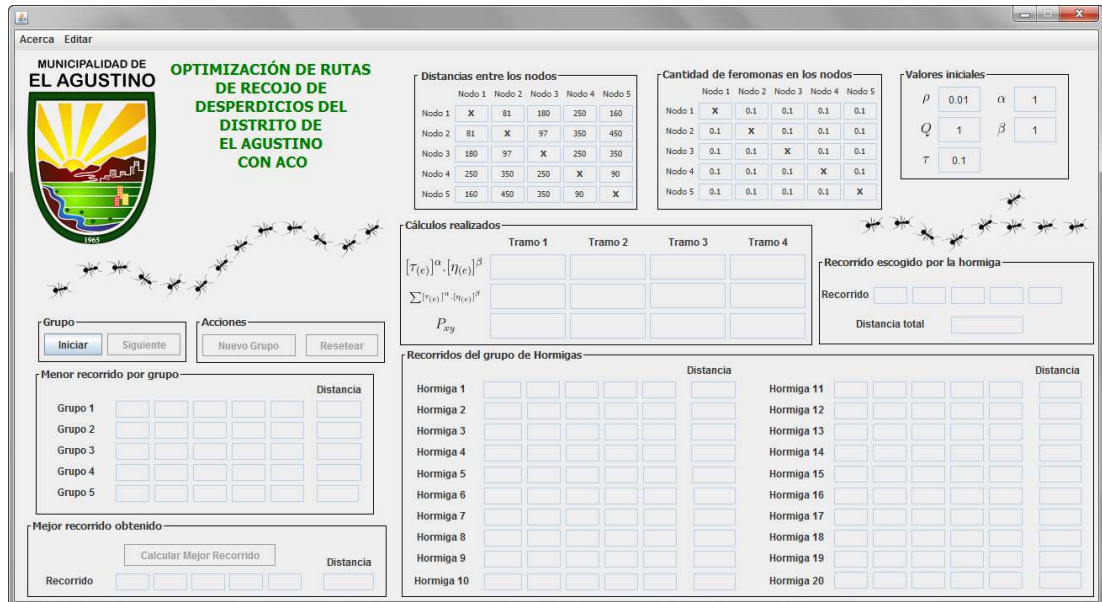 Acerca Editar
MUNICIPALIDAD DE
EL AGUSTINO
1965
OPTIMIZACIÓN DE RUTAS
DE RECOJO DE
DESPERDICIOS DEL
DISTRITO DE
EL AGUSTINO
CON ACO
Distancias entre los nodos
Nodo 1 Nodo 2 Nodo 3 Nodo 4 Nodo 5
Nodo 1 X 81 180 250 160
Nodo 2 81 X 97 350 450
Nodo 3 180 97 X 250 350
Nodo 4 250 350 250 X 90
Nodo 5 160 450 350 90 X
Cantidad de feromonas en los nodos
Nodo 1 Nodo 2 Nodo 3 Nodo 4 Nodo 5
Nodo 1 X 0.1 0.1 0.1 0.1
Nodo 2 0.1 X 0.1 0.1 0.1
Nodo 3 0.1 0.1 X 0.1 0.1
Nodo 4 0.1 0.1 0.1 X 0.1
Nodo 5 0.1 0.1 0.1 0.1 X
Valores iniciales
ρ 0.01 α 1
Q 1 β 1
τ 0.1
Cálculos realizados
Tramo 1 Tramo 2 Tramo 3 Tramo 4
[τ(e)]^α.[η(e)]^β
∑[τ(e)]^α.[η(e)]^β
Pxy
Recorrido escogido por la hormiga
Recorrido
Distancia total
Grupo
Iniciar Siguiente
Acciones
Nuevo Grupo Resetear
Menor recorrido por grupo
Distancia
Grupo 1
Grupo 2
Grupo 3
Grupo 4
Grupo 5
Mejor recorrido obtenido
Calcular Mejor Recorrido
Distancia
Recorrido
Recorridos del grupo de Hormigas
Distancia Distancia
Hormiga 1 Hormiga 11
Hormiga 2 Hormiga 12
Hormiga 3 Hormiga 13
Hormiga 4 Hormiga 14
Hormiga 5 Hormiga 15
Hormiga 6 Hormiga 16
Hormiga 7 Hormiga 17
Hormiga 8 Hormiga 18
Hormiga 9 Hormiga 19
Hormiga 10 Hormiga 20